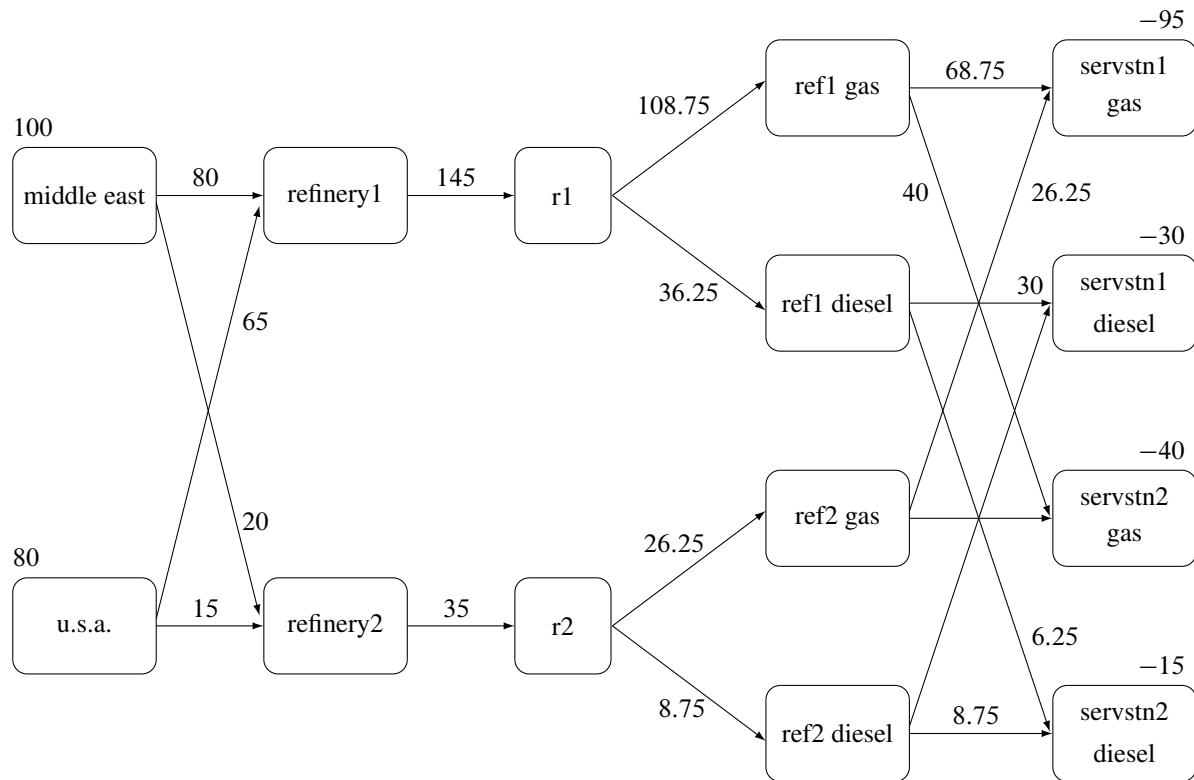 −95
68.75
ref1 gas
servstn1
gas
108.75
100
middle east
80
refinery1
145
r1
40
26.25
−30
36.25
ref1 diesel
30
servstn1
diesel
65
−40
20
26.25
ref2 gas
servstn2
gas
80
u.s.a.
15
refinery2
35
r2
6.25
−15
8.75
ref2 diesel
8.75
servstn2
diesel